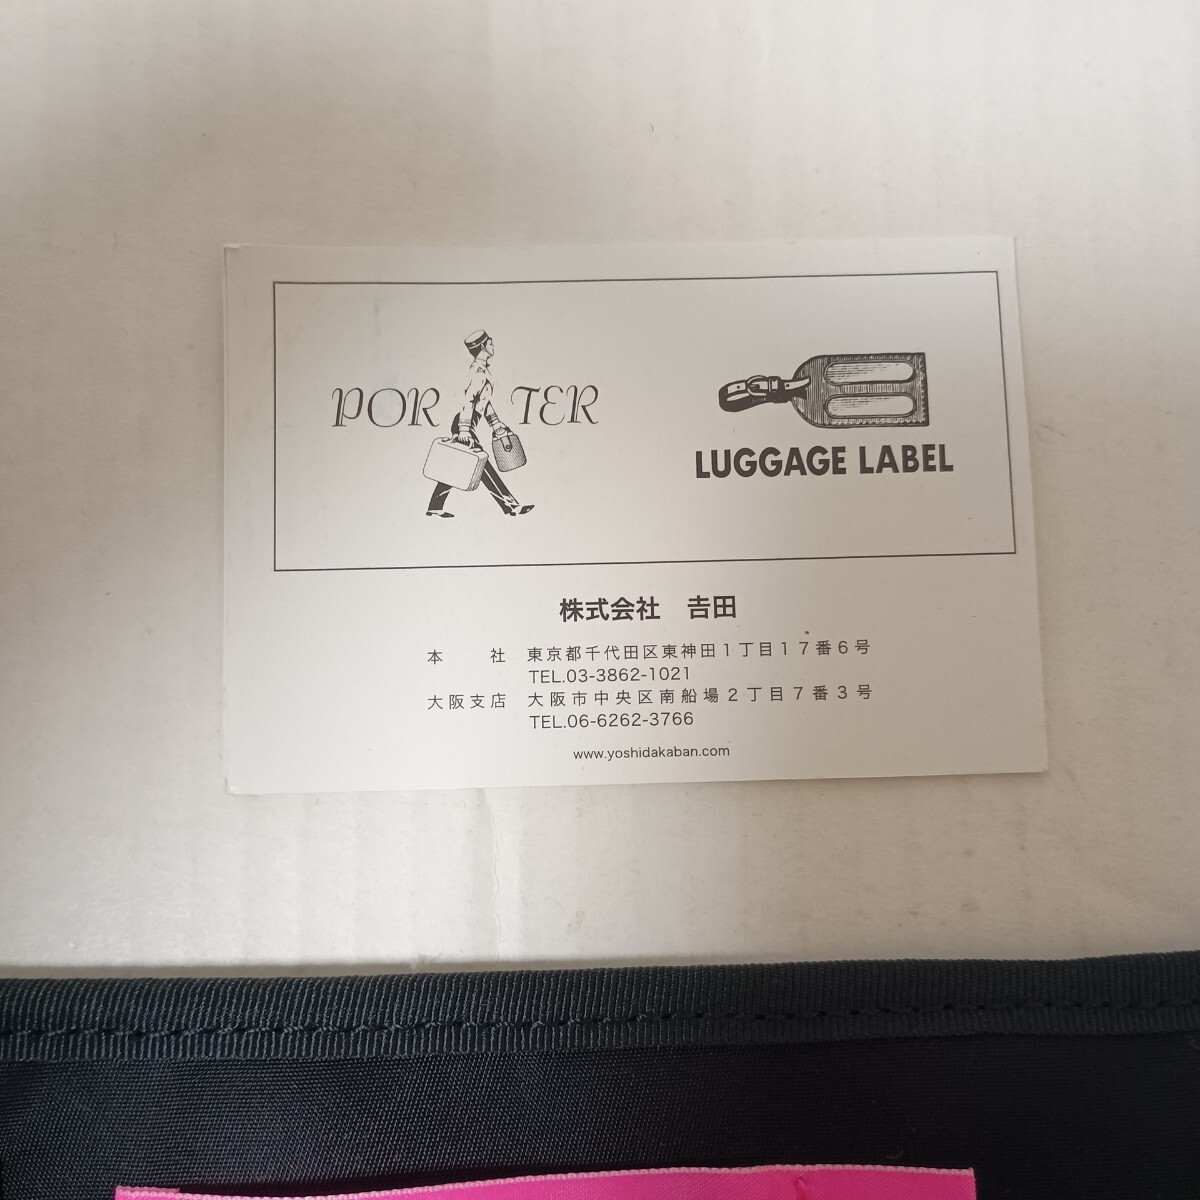 PORTER
LUGGAGE LABEL
株式会社 𠮷田
本 社 東京都千代田区東神田1丁目17番6号
TEL.03-3862-1021
大阪支店 大阪市中央区南船場2丁目7番3号
TEL.06-6262-3766
www.yoshidakaban.com